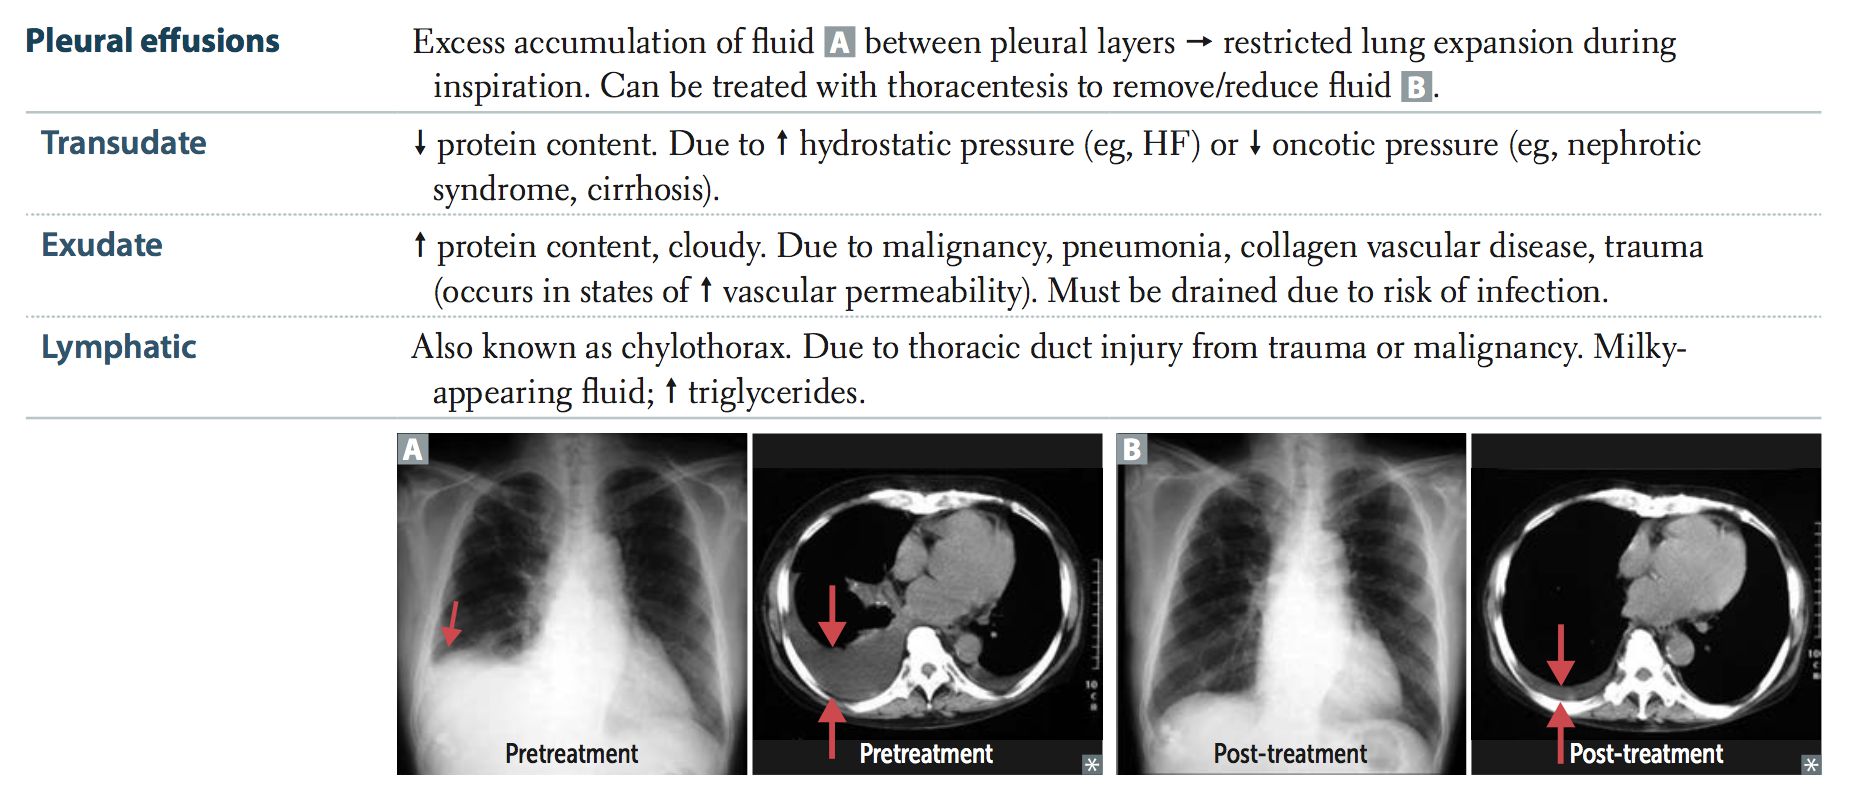 Pleural effusions
Excess accumulation of fluid A between pleural layers → restricted lung expansion during
inspiration. Can be treated with thoracentesis to remove/reduce fluid B.
Transudate
↓ protein content. Due to ↑ hydrostatic pressure (eg, HF) or ↓ oncotic pressure (eg, nephrotic
syndrome, cirrhosis).
Exudate
↑ protein content, cloudy. Due to malignancy, pneumonia, collagen vascular disease, trauma
(occurs in states of ↑ vascular permeability). Must be drained due to risk of infection.
Lymphatic
Also known as chylothorax. Due to thoracic duct injury from trauma or malignancy. Milky-
appearing fluid; ↑ triglycerides.
A
Pretreatment
Pretreatment
10
*
B
Post-treatment
Post-treatment
10
*